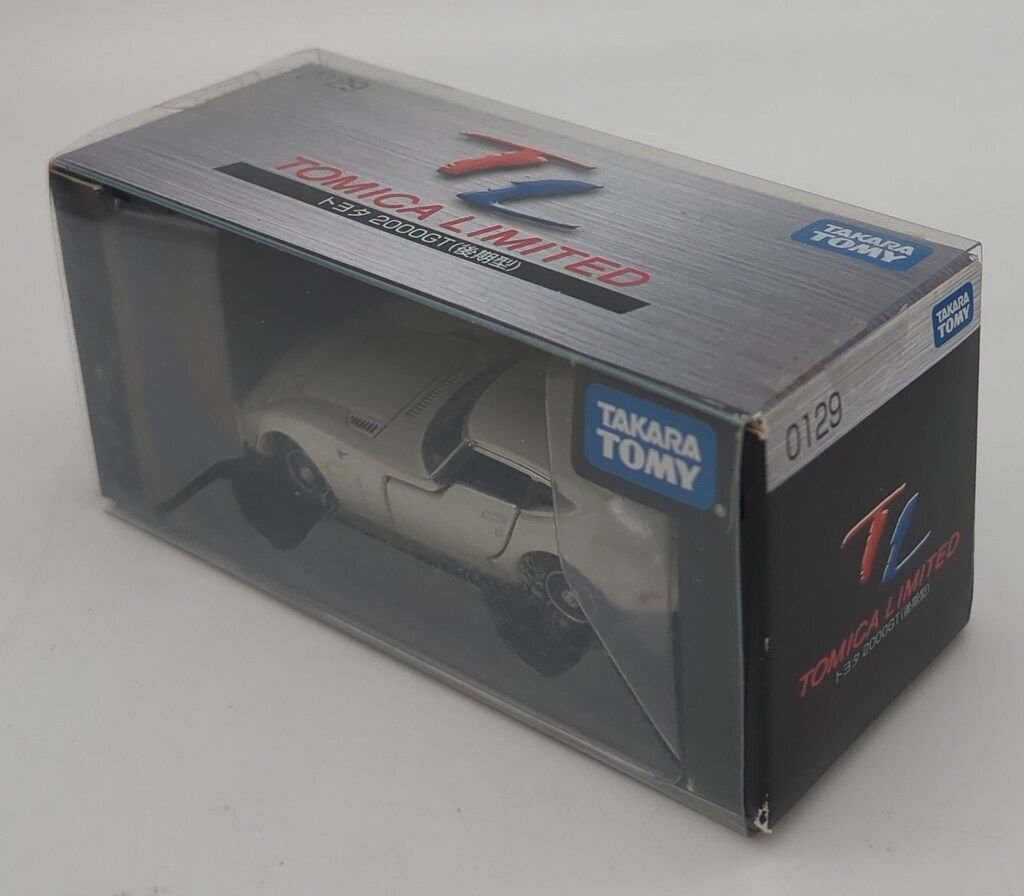 0129
TL
TOMICA LIMITED
トヨタ 2000GT(後期型)
TAKARA
TOMY
TAKARA
TOMY
TAKARA
TOMY
0129
TL
TOMICA LIMITED
トヨタ 2000GT(後期型)